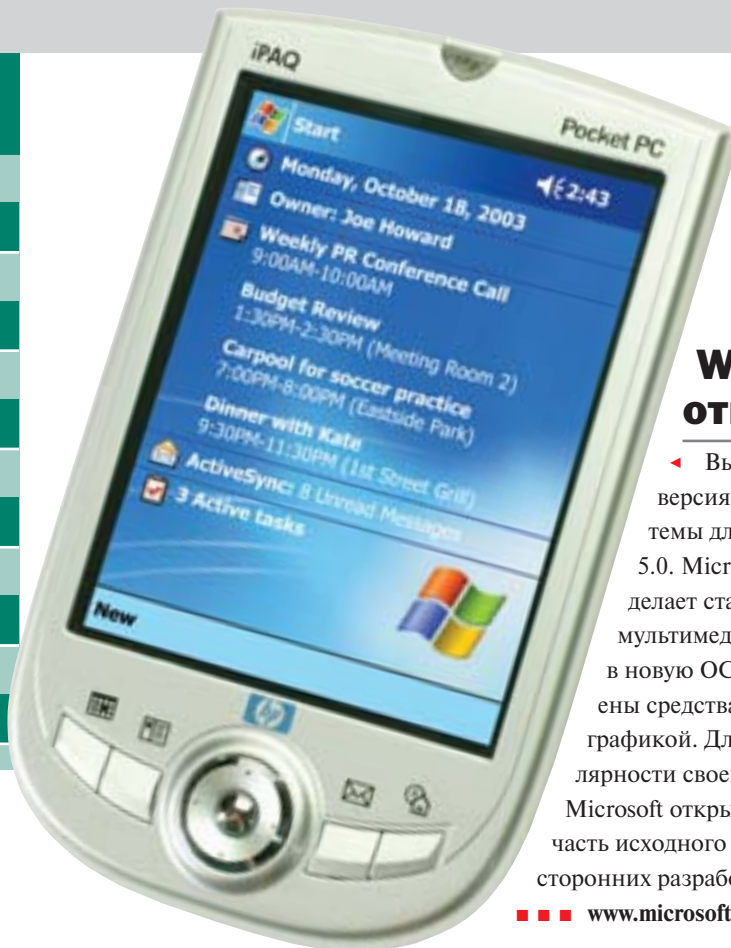 iPAQ
Pocket PC
Start
2:43
Monday, October 18, 2003
Owner: Joe Howard
Weekly PR Conference Call
9:00AM-10:00AM
Budget Review
1:30PM-2:30PM (Meeting Room 2)
Carpool for soccer practice
7:00PM-8:00PM (Eastside Park)
Dinner with Kate
9:30PM-11:30PM (1st Street Grill)
ActiveSync: 8 Unread Messages
3 Active tasks
New
hp
W
отк
Вы
версия
темы дл
5.0. Micr
делает ста
мультимед
в новую ОС
ены средства
графикой. Дл
лярности свое
Microsoft откры
часть исходного
сторонних разраб
www.microsoft